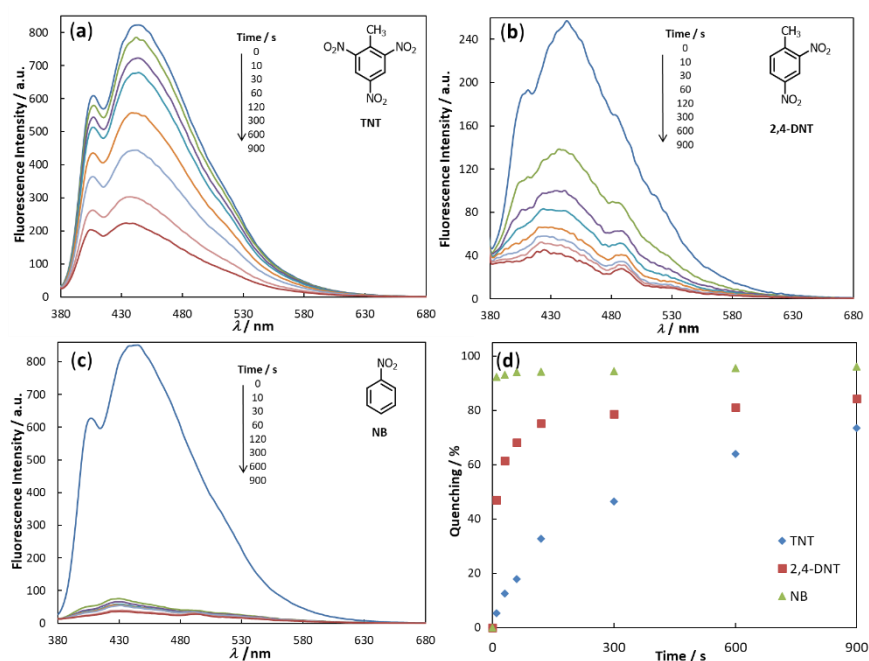 (a)
Fluorescence Intensity / a.u.
800
700
600
500
400
300
200
100
0
380 430 480 530 580 630 680
λ / nm
Time / s
0
10
30
60
120
300
600
900
CH₃
O₂N
NO₂
NO₂
TNT
(b)
Fluorescence Intensity / a.u.
240
200
160
120
80
40
0
380 430 480 530 580 630 680
λ / nm
Time / s
0
10
30
60
120
300
600
900
CH₃
NO₂
NO₂
2,4-DNT
(c)
Fluorescence Intensity / a.u.
800
700
600
500
400
300
200
100
0
380 430 480 530 580 630 680
λ / nm
Time / s
0
10
30
60
120
300
600
900
NO₂
NB
(d)
Quenching / %
100
80
60
40
20
0
0 300 600 900
Time / s
TNT
2,4-DNT
NB